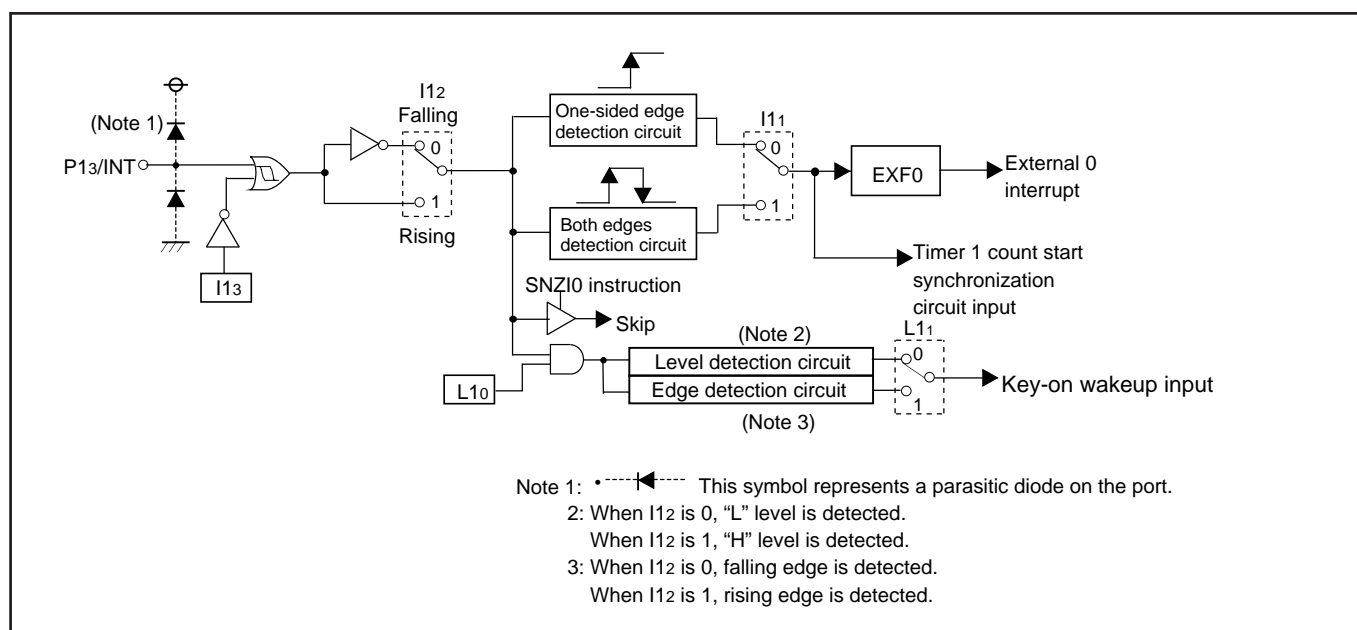 I12
Falling
(Note 1)
0
P13/INT
1
Rising
I13
One-sided edge
detection circuit
I11
0
EXF0
External 0
interrupt
Both edges
detection circuit
1
Timer 1 count start
synchronization
circuit input
SNZI0 instruction
Skip
(Note 2)
L11
Level detection circuit
0
L10
Edge detection circuit
1
Key-on wakeup input
(Note 3)
Note 1: This symbol represents a parasitic diode on the port.
2: When I12 is 0, “L” level is detected.
When I12 is 1, “H” level is detected.
3: When I12 is 0, falling edge is detected.
When I12 is 1, rising edge is detected.